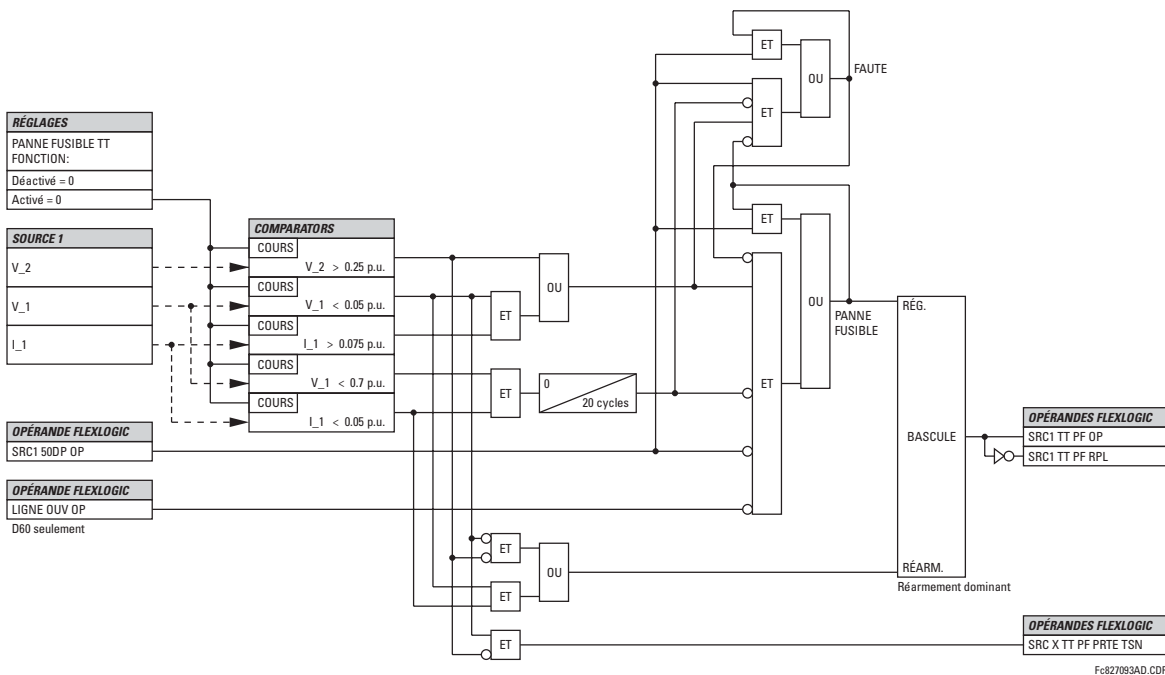 RÉGLAGES
PANNE FUSIBLE TT
FONCTION:
Déactivé = 0
Activé = 0
SOURCE 1
V_2
V_1
I_1
OPÉRANDE FLEXLOGIC
SRC1 50DP OP
OPÉRANDE FLEXLOGIC
LIGNE OUV OP
D60 seulement
COMPARATORS
COURS
V_2 > 0.25 p.u.
COURS
V_1 < 0.05 p.u.
COURS
I_1 > 0.075 p.u.
COURS
V_1 < 0.7 p.u.
COURS
I_1 < 0.05 p.u.
ET
OU
ET
0
20 cycles
ET
OU
ET
ET
ET
OU
FAUTE
ET
ET
OU
PANNE
FUSIBLE
ET
RÉG.
BASCULE
RÉARM.
Réarmement dominant
OPÉRANDES FLEXLOGIC
SRC1 TT PF OP
SRC1 TT PF RPL
OPÉRANDES FLEXLOGIC
SRC X TT PF PRTE TSN
Fc827093AD.CDR